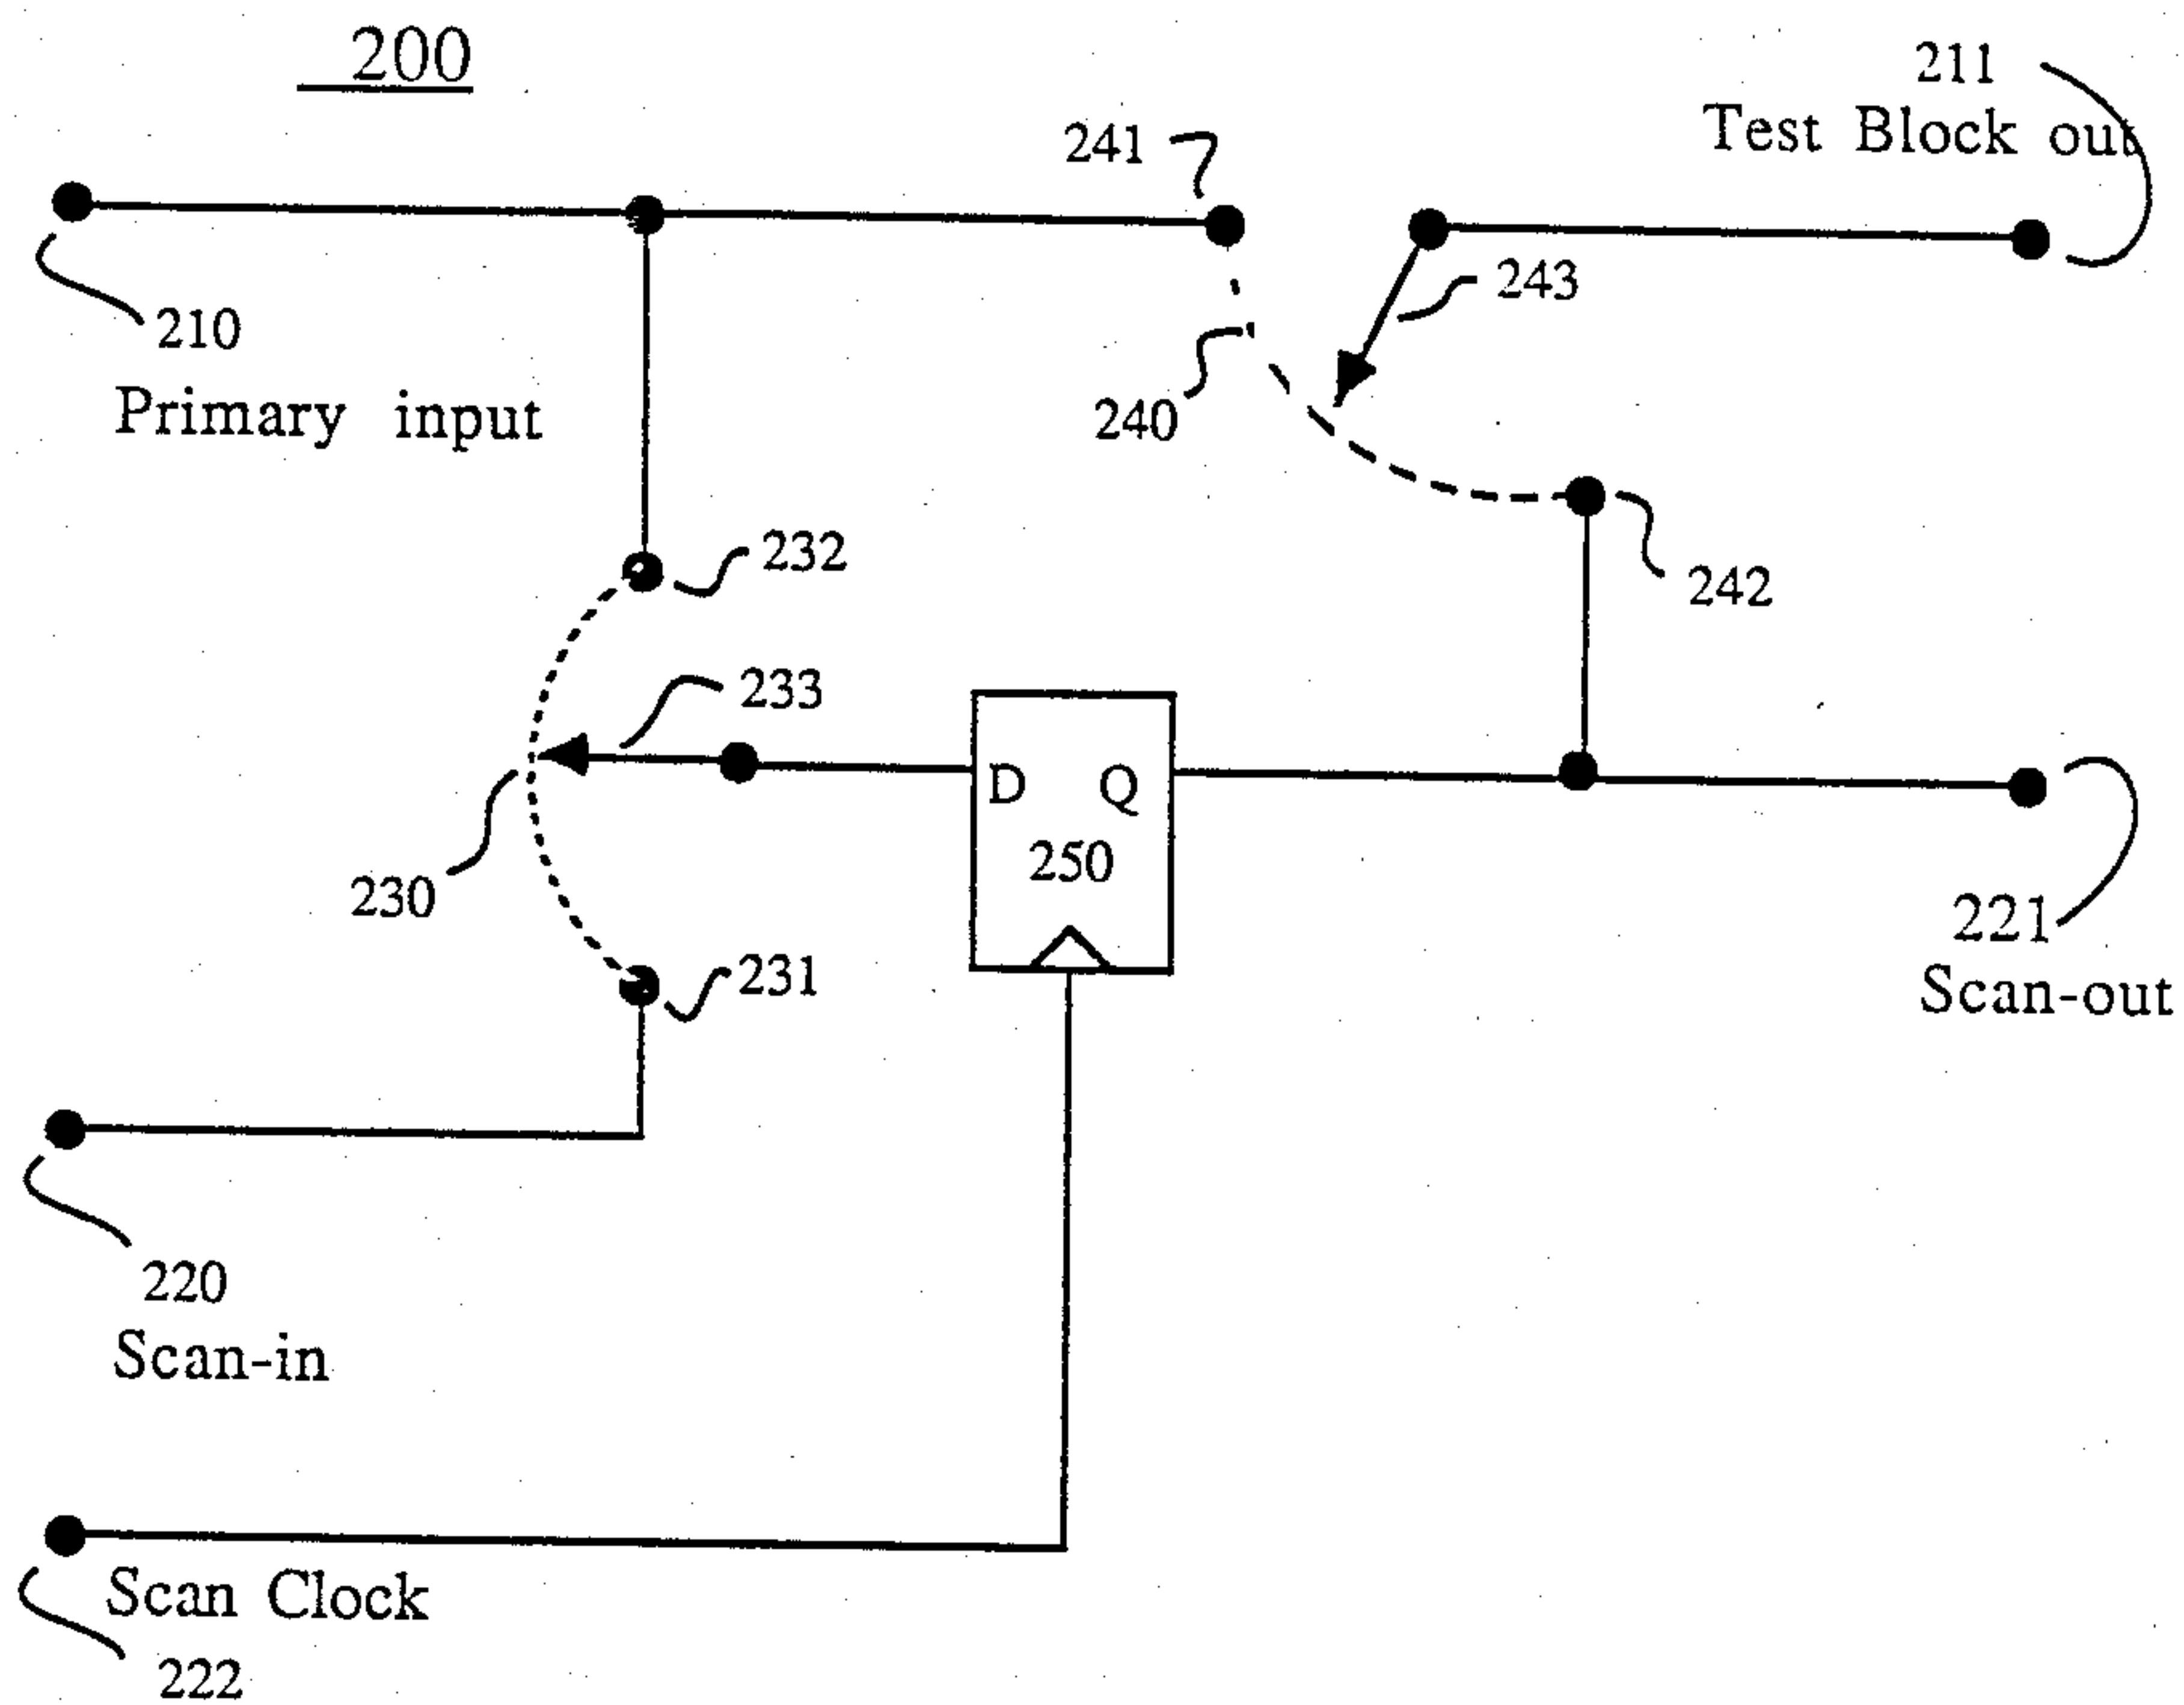 200
211
Test Block out
241
210
Primary input
243
240
232
242
233
D Q
250
230
231
221
Scan-out
220
Scan-in
Scan Clock
222